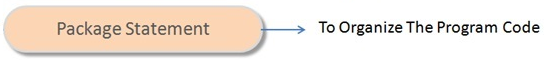 Package Statement
To Organize The Program Code